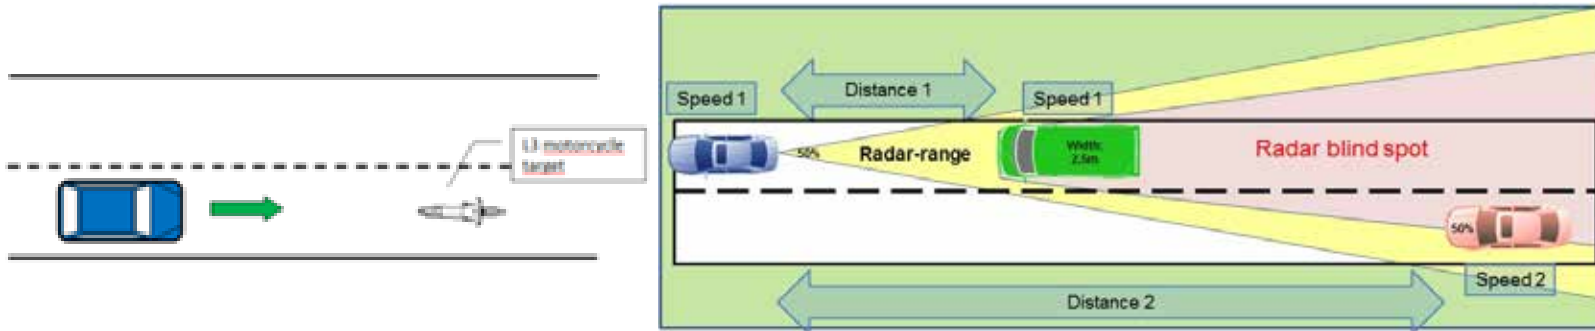 L3 motorcycle
target
Speed 1
Distance 1
Speed 1
50%
Radar-range
Width:
2,5m
Radar blind spot
50%
Distance 2
Speed 2